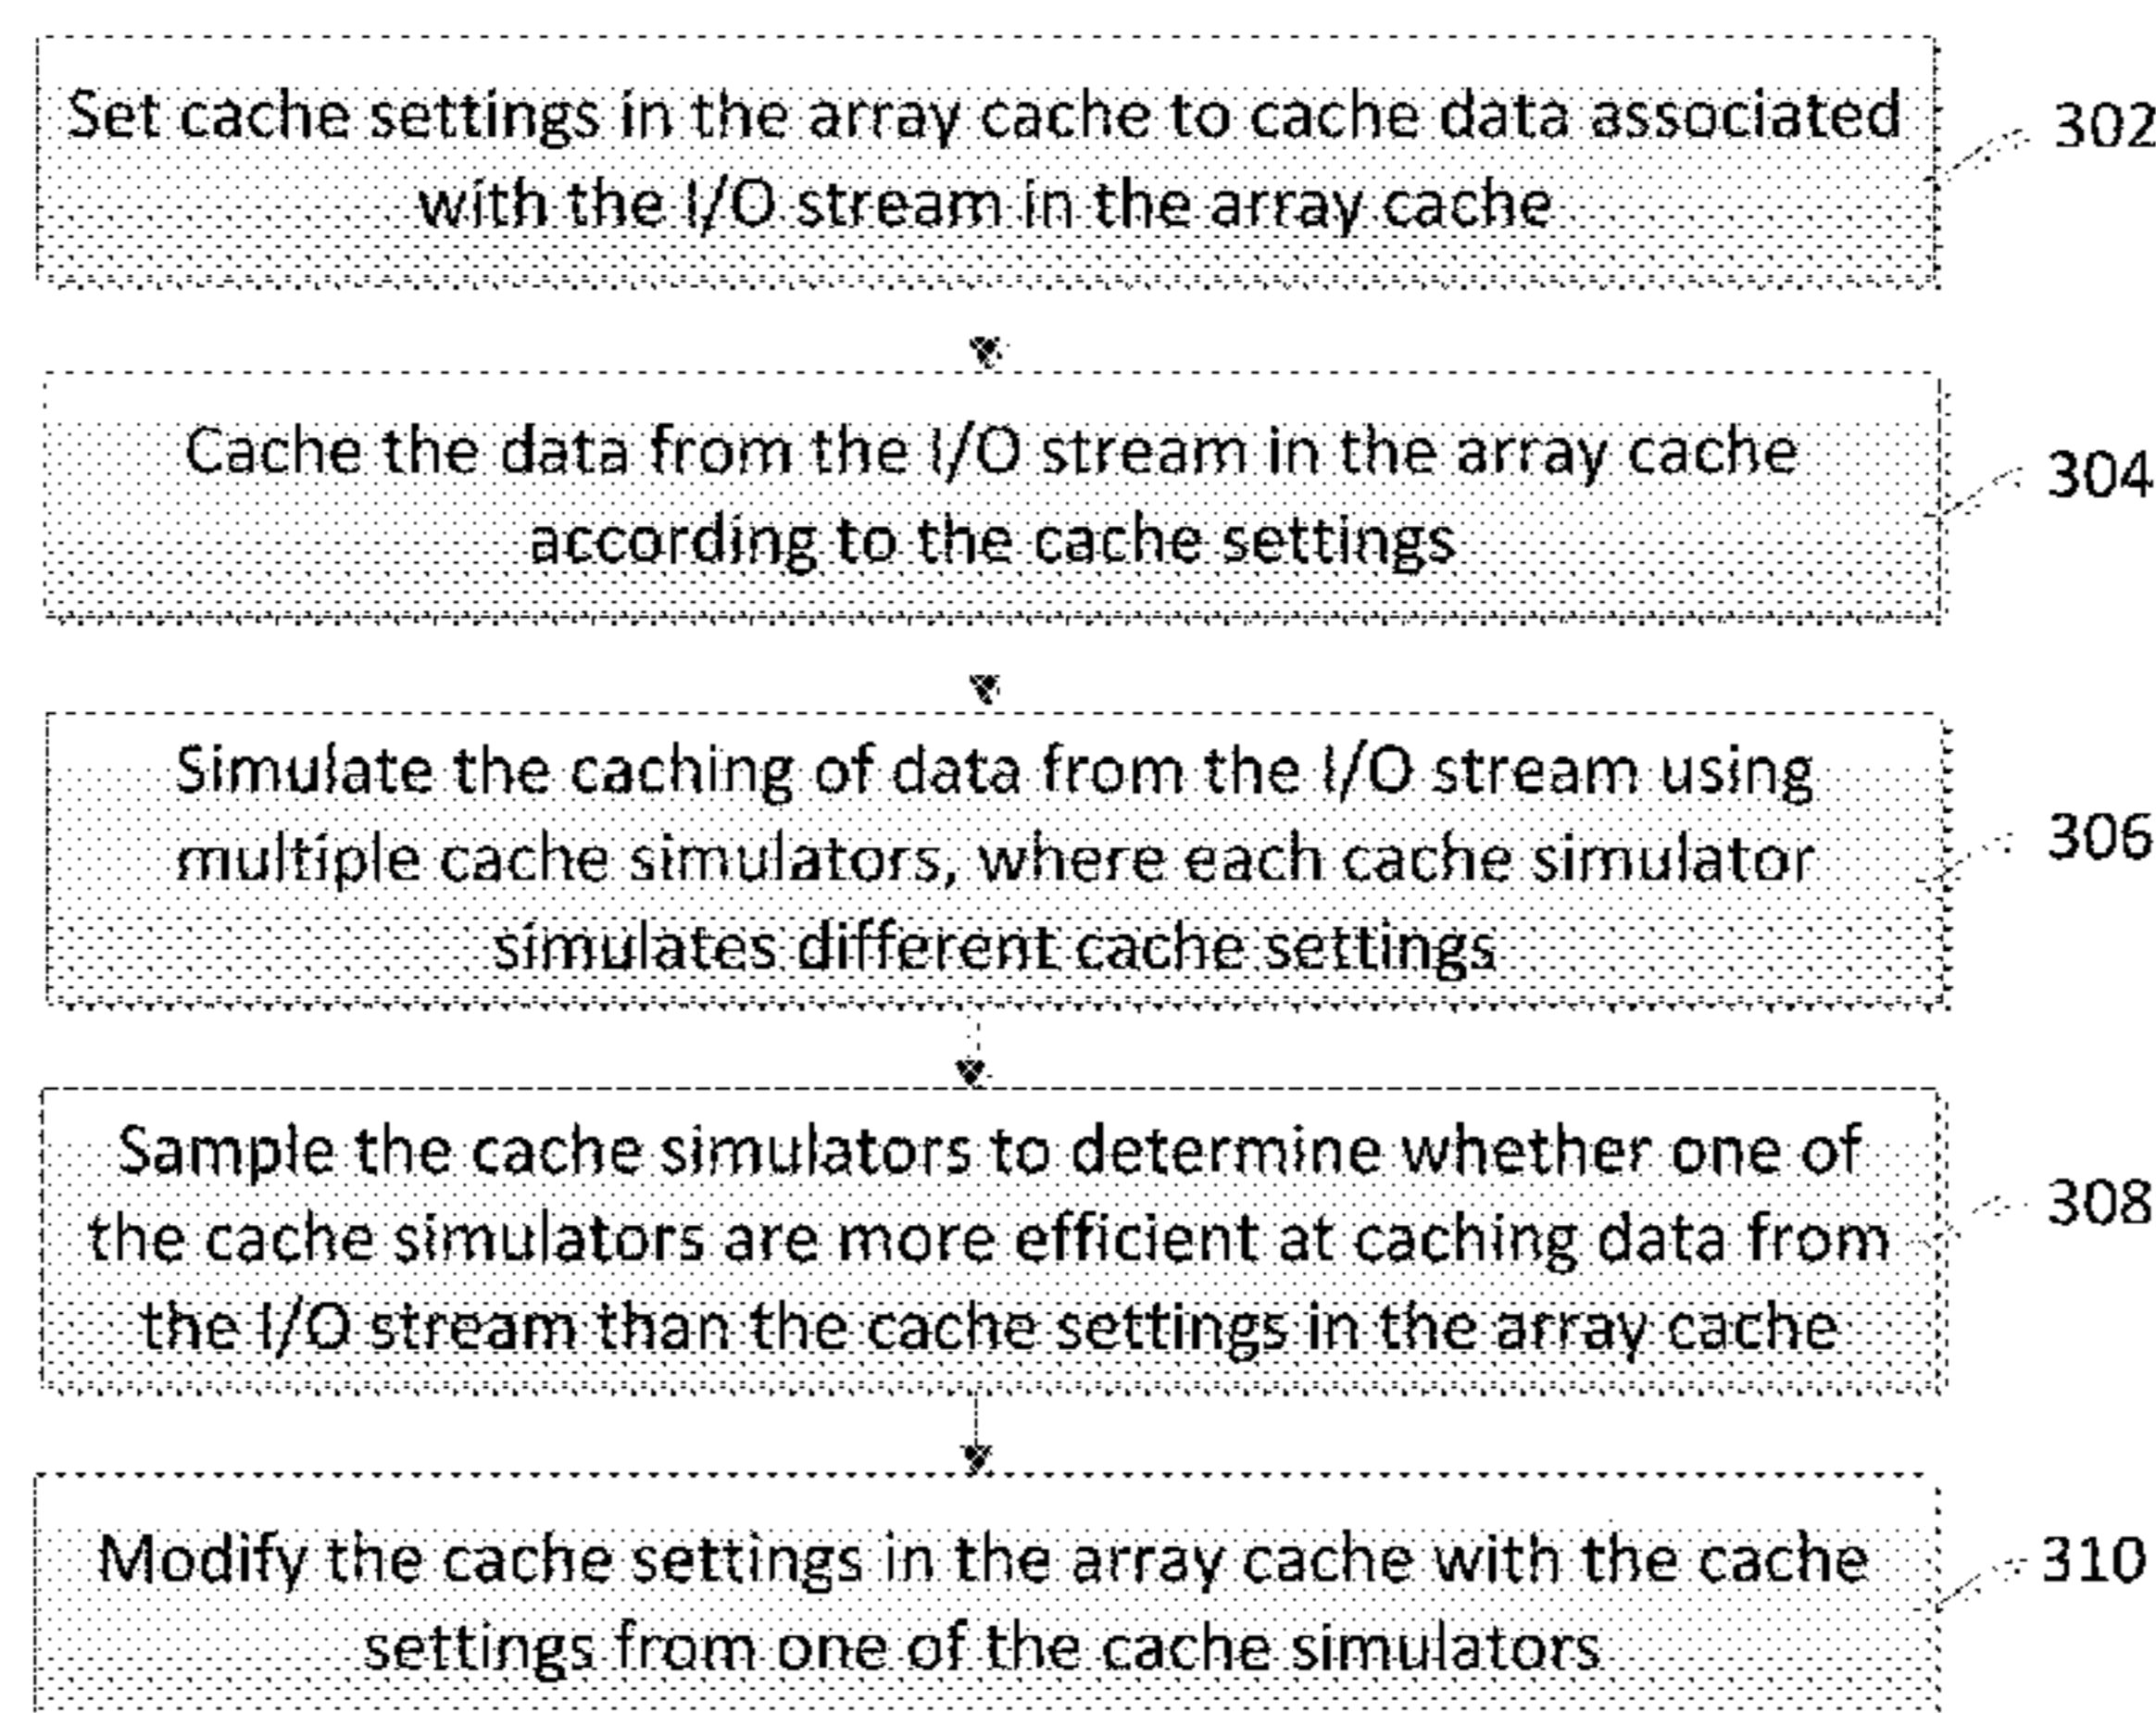 Set cache settings in the array cache to cache data associated
with the I/O stream in the array cache
302
Cache the data from the I/O stream in the array cache
according to the cache settings
304
Simulate the caching of data from the I/O stream using
multiple cache simulators, where each cache simulator
simulates different cache settings
306
Sample the cache simulators to determine whether one of
the cache simulators are more efficient at caching data from
the I/O stream than the cache settings in the array cache
308
Modify the cache settings in the array cache with the cache
settings from one of the cache simulators
310